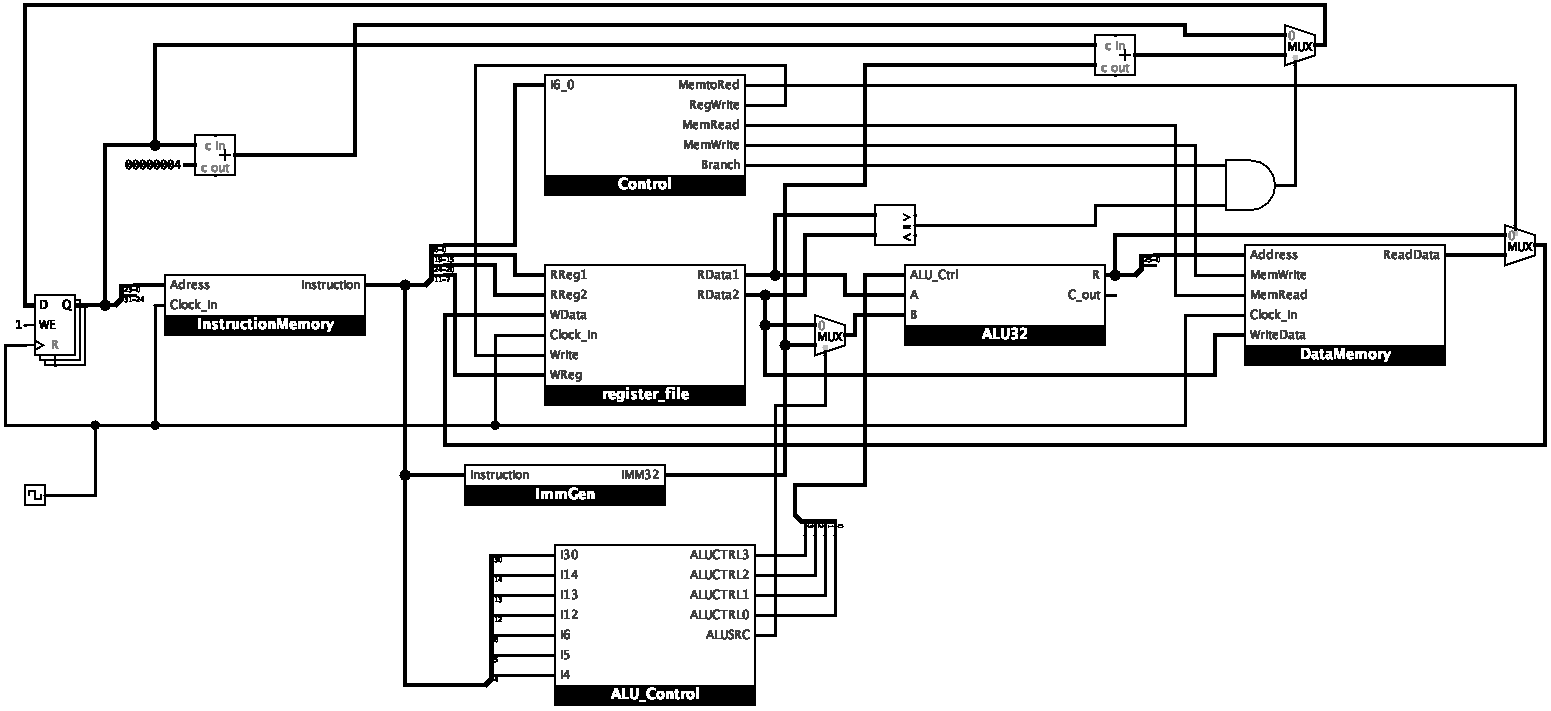 0
MUX
c in
+
c out
I6_0
MemtoRed
RegWrite
MemRead
MemWrite
Branch
Control
c in
+
c out
00000004
0
MUX
RReg1
RReg2
WData
Clock_In
Write
WReg
RData1
RData2
register_file
ALU_Ctrl
A
B
R
C_out
ALU32
Address
MemWrite
MemRead
Clock_In
WriteData
ReadData
DataMemory
Adress
Clock_In
Instruction
InstructionMemory
D Q
1 WE
R
0
MUX
Instruction
IMM32
ImmGen
I30
I14
I13
I12
I6
I5
I4
ALUCTRL3
ALUCTRL2
ALUCTRL1
ALUCTRL0
ALUSRC
ALU_Control